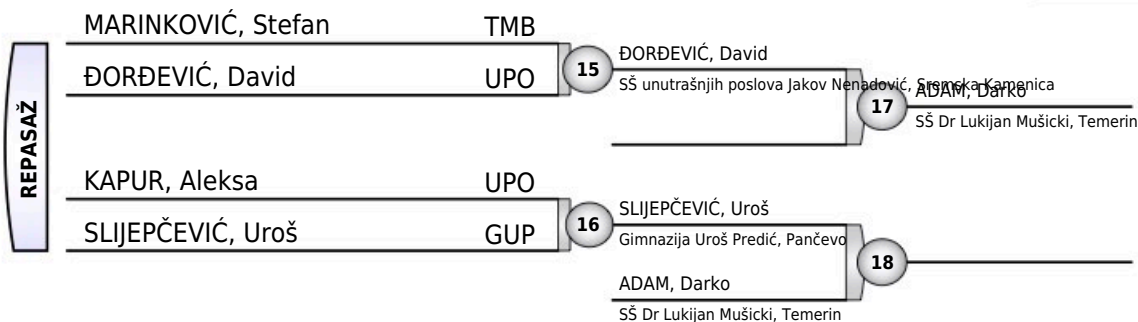 MARINKOVIĆ, Stefan TMB
ĐORĐEVIĆ, David UPO
15
ĐORĐEVIĆ, David
SŠ unutrašnjih poslova Jakov Nenadović, Sremska Kamenica
17
ADAM, Darko
SŠ Dr Lukijan Mušicki, Temerin
REPASAŽ
KAPUR, Aleksa UPO
SLIJEPČEVIĆ, Uroš GUP
16
SLIJEPČEVIĆ, Uroš
Gimnazija Uroš Predić, Pančevo
18
ADAM, Darko
SŠ Dr Lukijan Mušicki, Temerin